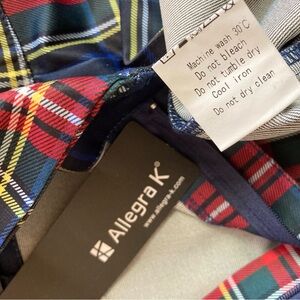 Machine wash 30°C
Do not bleach
Do not tumble dry
Cool iron
Do not dry clean
Allegra K
www.allegra-k.com